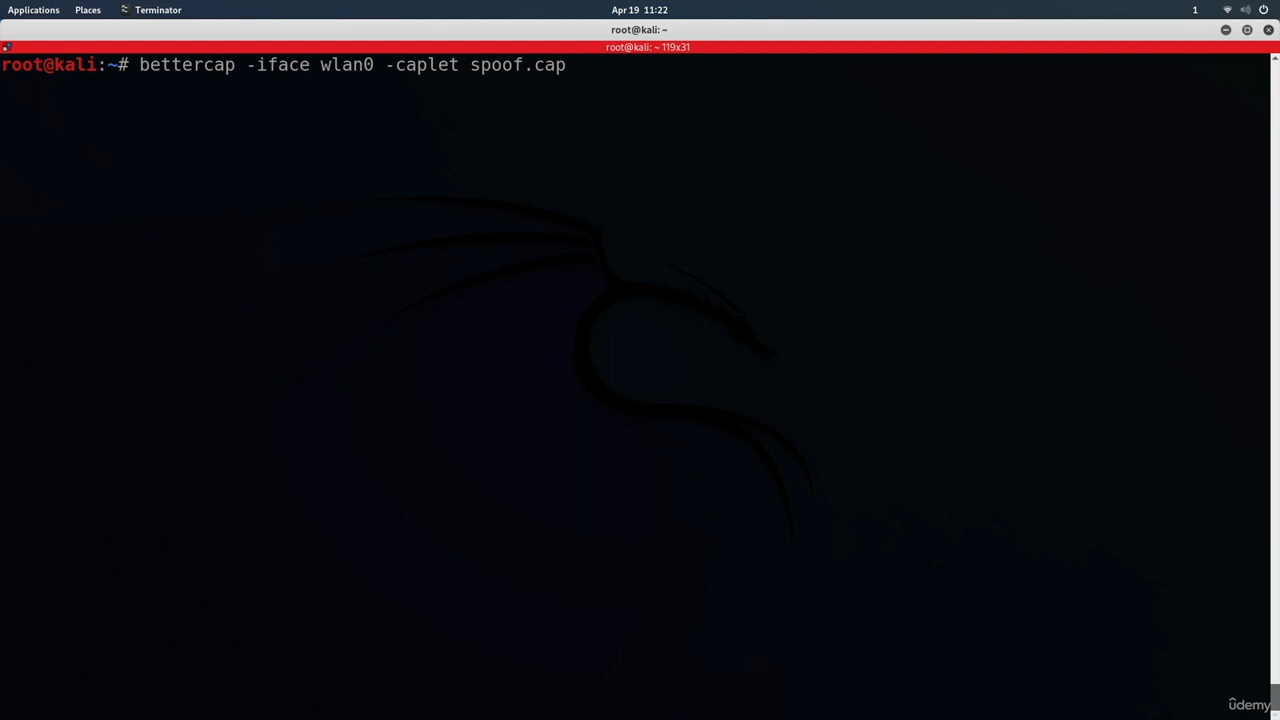 Applications Places Terminator Apr 19 11:22 1
root@kali: ~
root@kali: ~ 119x31
root@kali:~# bettercap -iface wlan0 -caplet spoof.cap
ûdemy